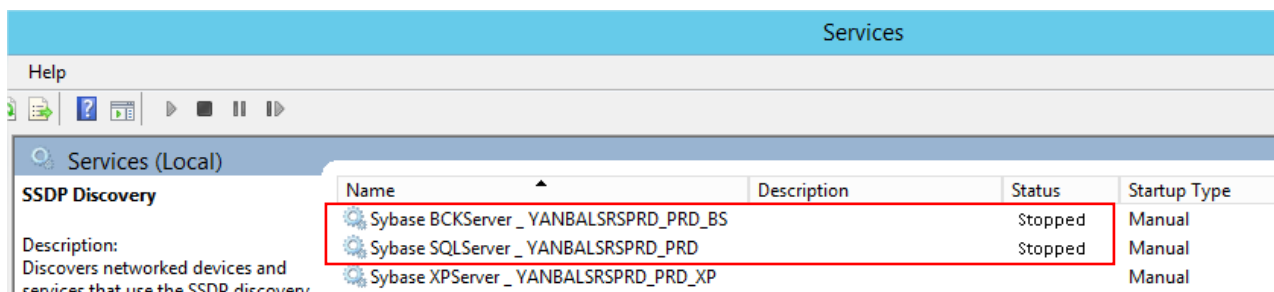 Services
Help
Services (Local)
SSDP Discovery
Name Description Status Startup Type
Sybase BCKServer _ YANBALSRSPRD_PRD_BS Stopped Manual
Sybase SQLServer _ YANBALSRSPRD_PRD Stopped Manual
Sybase XPServer _ YANBALSRSPRD_PRD_XP Manual
Description:
Discovers networked devices and
services that use the SSDP discovery